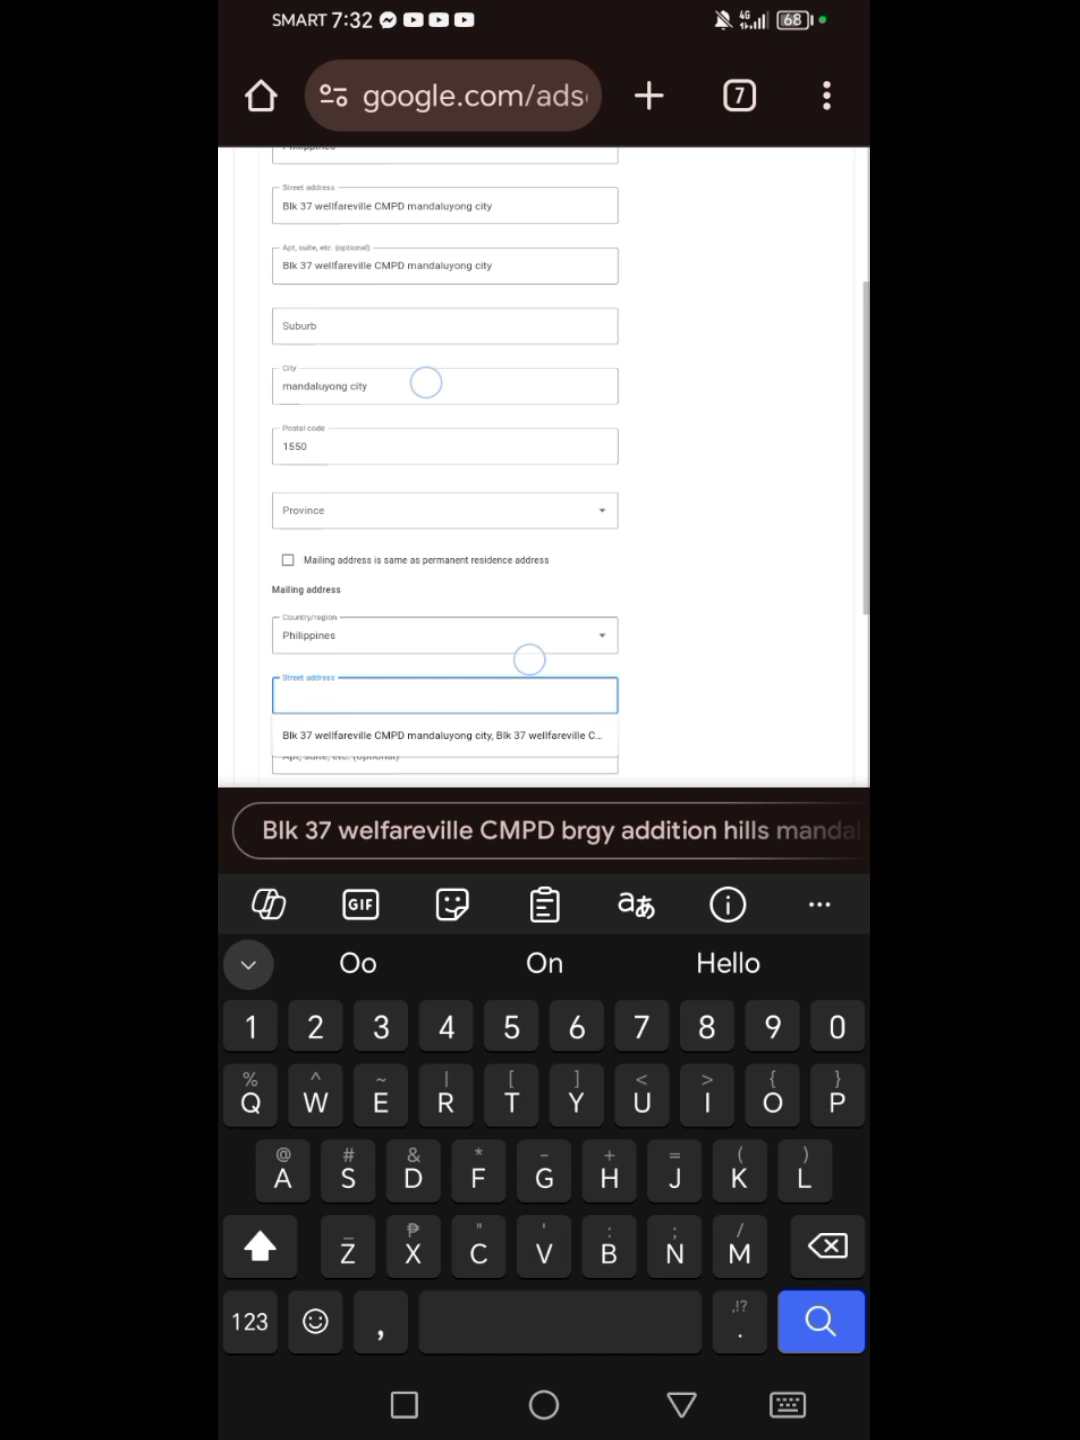 SMART 7:32
4G
68
google.com/ads
7
Philippines
Street address
Blk 37 wellfareville CMPD mandaluyong city
Apt, suite, etc. (optional)
Blk 37 wellfareville CMPD mandaluyong city
Suburb
City
mandaluyong city
Postal code
1550
Province
Mailing address is same as permanent residence address
Mailing address
Country/region
Philippines
Street address
Blk 37 wellfareville CMPD mandaluyong city, Blk 37 wellfareville C...
Apt, suite, etc. (optional)
Blk 37 welfareville CMPD brgy addition hills mandal
GIF
aあ
Oo On Hello
1 2 3 4 5 6 7 8 9 0
% ^ ~ | [ ] < > { }
Q W E R T Y U I O P
@ # & * - + = ( )
A S D F G H J K L
_ ₱ " ' : ; /
Z X C V B N M
,!?
123 , .